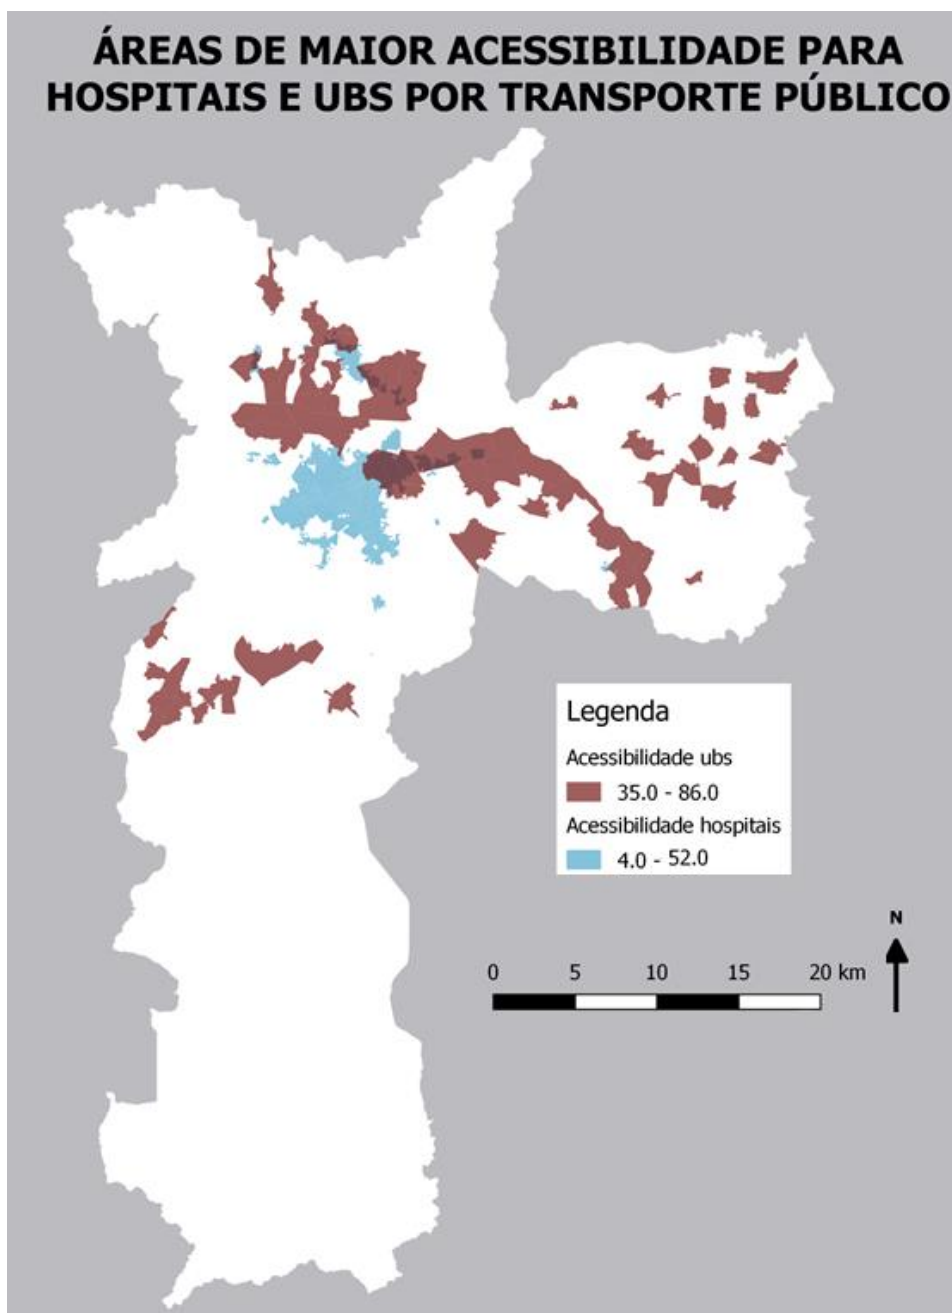 ÁREAS DE MAIOR ACESSIBILIDADE PARA
HOSPITAIS E UBS POR TRANSPORTE PÚBLICO
Legenda
Acessibilidade ubs
35.0 - 86.0
Acessibilidade hospitais
4.0 - 52.0
N
0 5 10 15 20 km